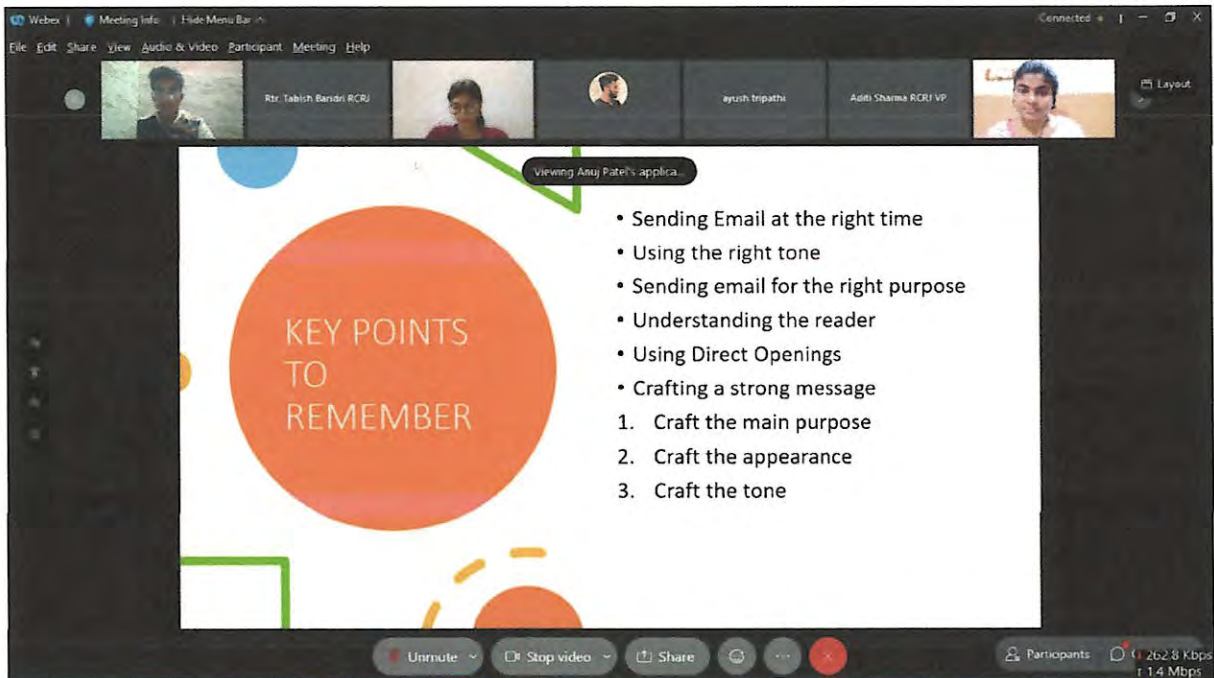 Webex | Meeting Info | Hide Menu Bar
Connected
File Edit Share View Audio & Video Participant Meeting Help
Rtr. Tabish Bandri RCRJ
ayush tripathi
Aditi Sharma RCRJ VP
Layout
Viewing Anuj Patel's applica...
KEY POINTS
TO
REMEMBER
• Sending Email at the right time
• Using the right tone
• Sending email for the right purpose
• Understanding the reader
• Using Direct Openings
• Crafting a strong message
1. Craft the main purpose
2. Craft the appearance
3. Craft the tone
Unmute
Stop video
Share
Participants
262.8 Kbps
1.4 Mbps